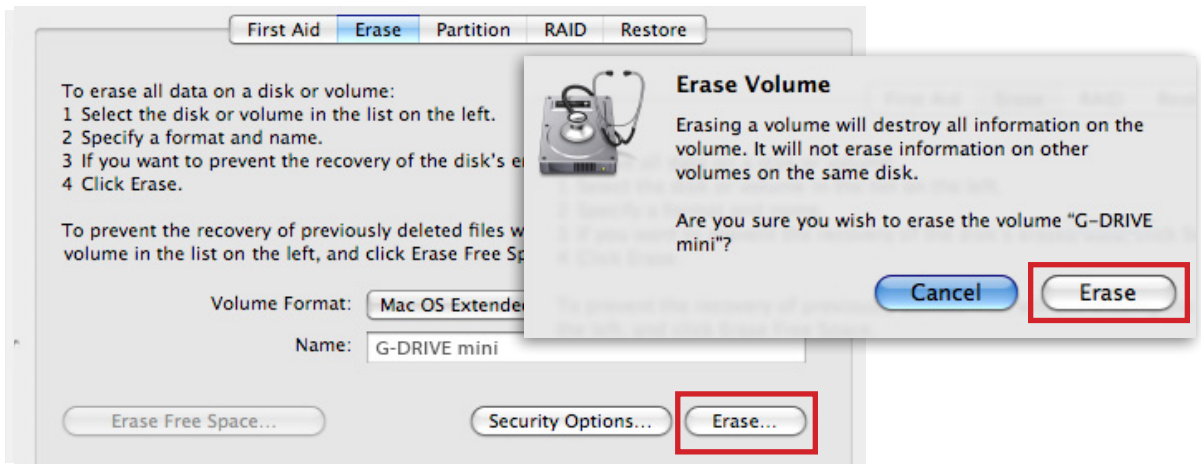 First Aid Erase Partition RAID Restore
To erase all data on a disk or volume:
1 Select the disk or volume in the list on the left.
2 Specify a format and name.
3 If you want to prevent the recovery of the disk's
4 Click Erase.
To prevent the recovery of previously deleted files
volume in the list on the left, and click Erase Free
Volume Format: Mac OS
Name: G-DRIVE mini
Erase Free Space... Security Options... Erase...
Erase Volume
Erasing a volume will destroy all information on the
volume. It will not erase information on other
volumes on the same disk.
Are you sure you wish to erase the volume “G-DRIVE
mini”?
Cancel Erase